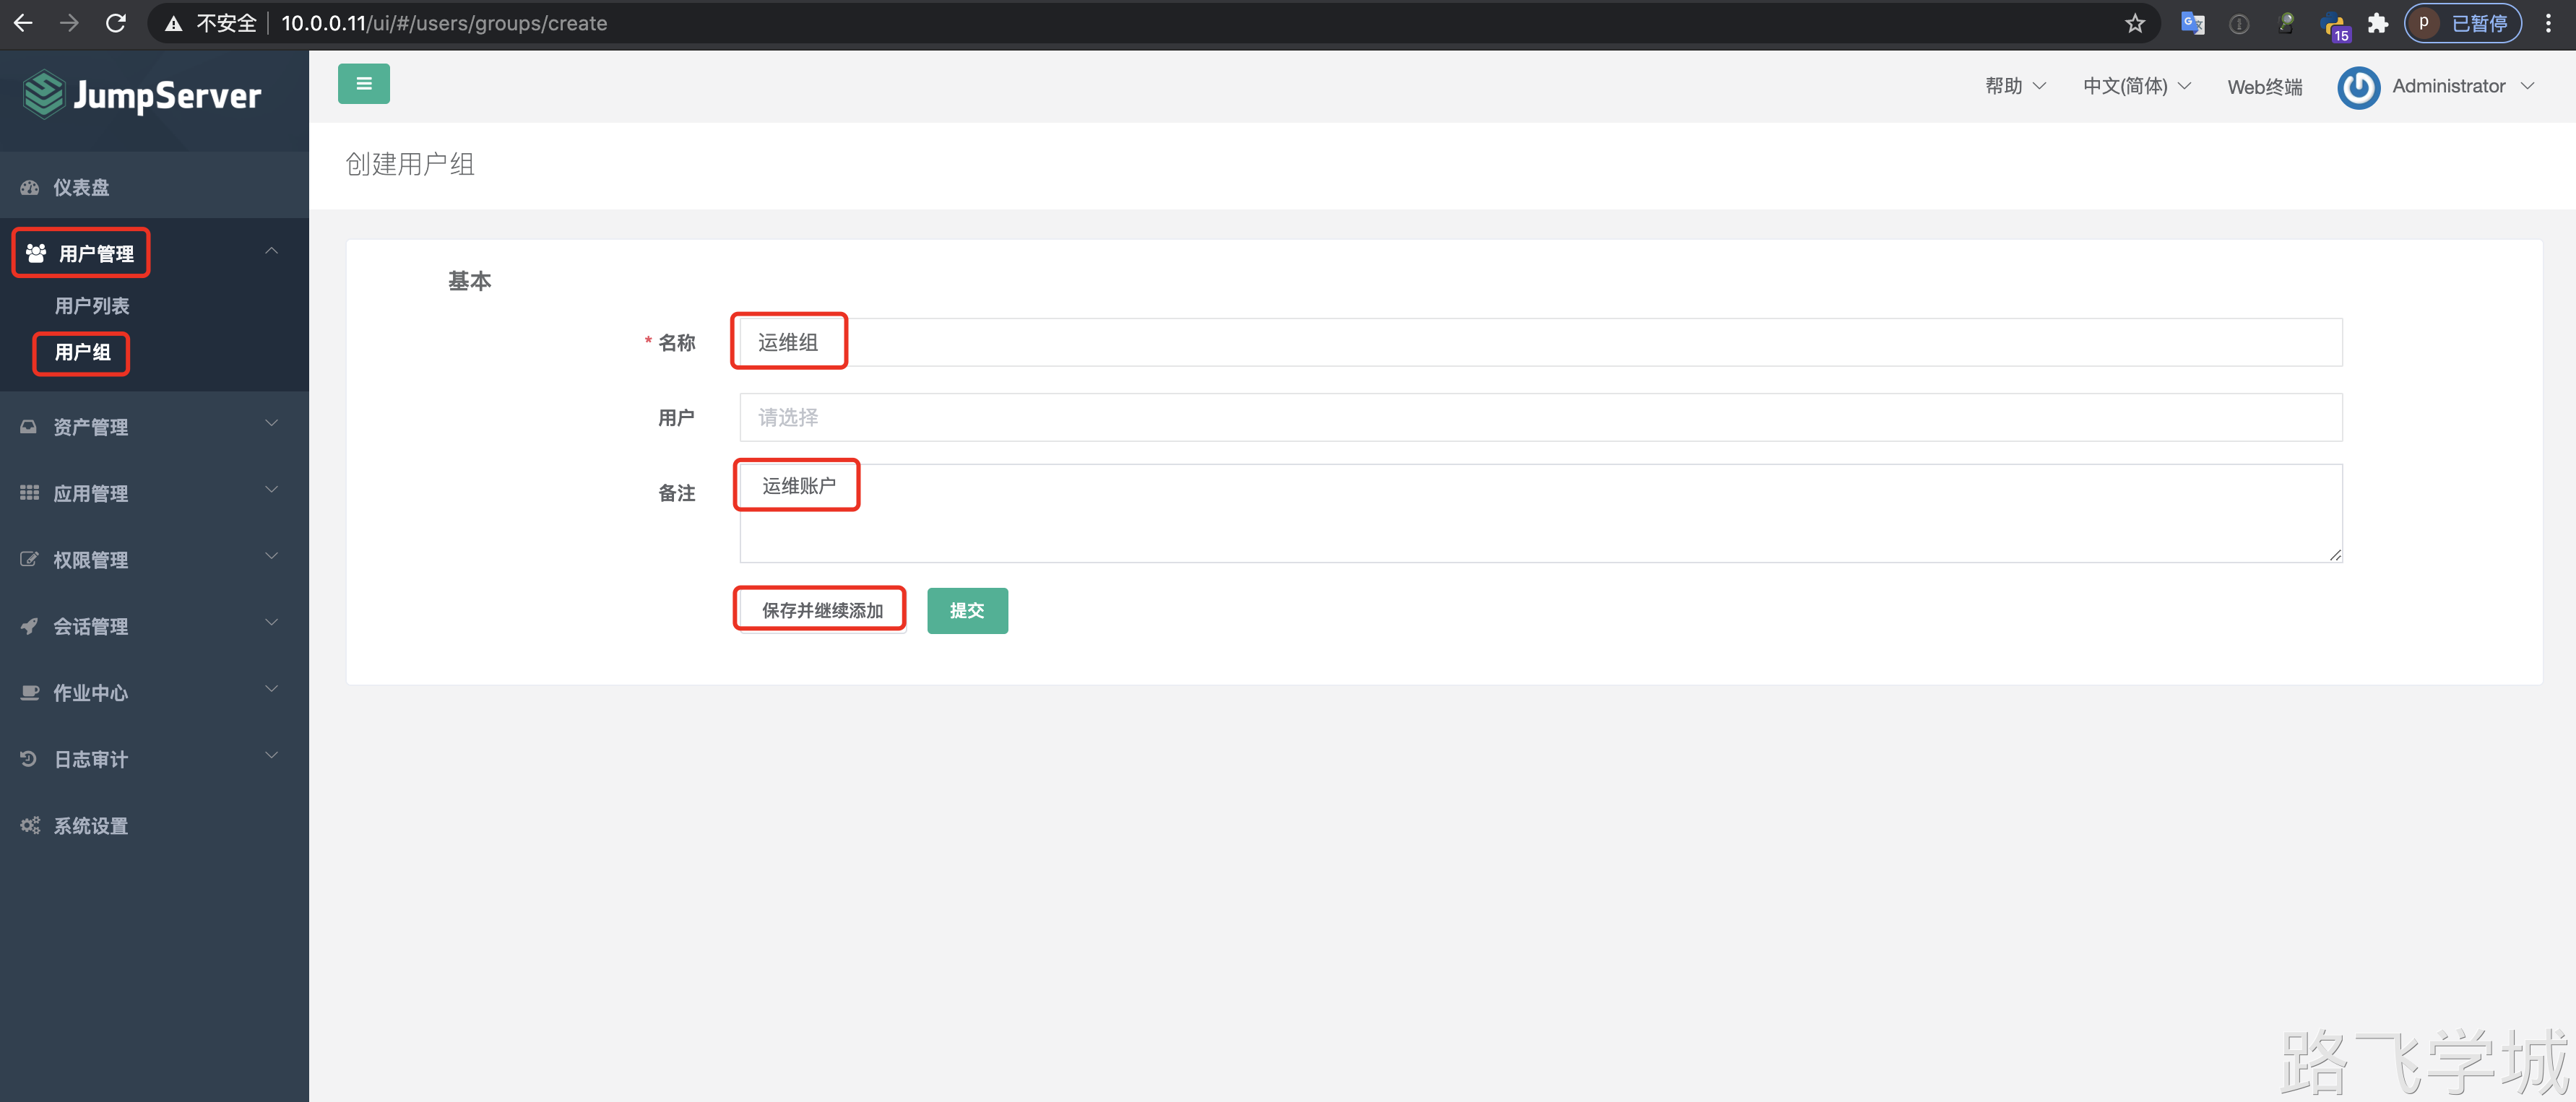 不安全 10.0.0.11/ui/#/users/groups/create
15
p 已暂停
JumpServer
帮助
中文(简体)
Web终端
Administrator
创建用户组
仪表盘
用户管理
用户列表
用户组
资产管理
应用管理
权限管理
会话管理
作业中心
日志审计
系统设置
基本
* 名称 运维组
用户 请选择
备注 运维账户
保存并继续添加 提交
路飞学城